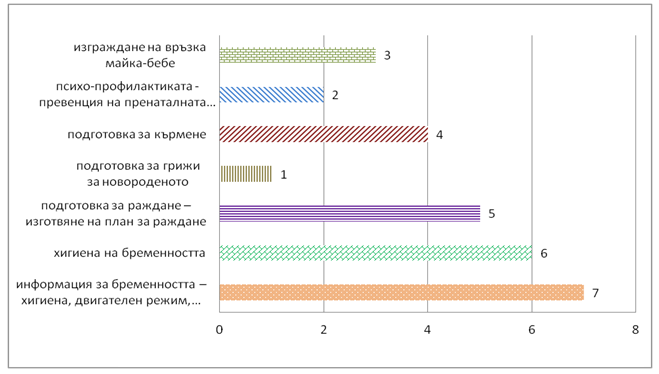 изграждане на връзка
майка-бебе
3
психо-профилактиката -
превенция на пренаталната...
2
подготовка за кърмене
4
подготовка за грижи
за новороденото
1
подготовка за раждане –
изготвяне на план за раждане
5
хигиена на бременността
6
информация за бременността –
хигиена, двигателен режим,...
7
0 2 4 6 8